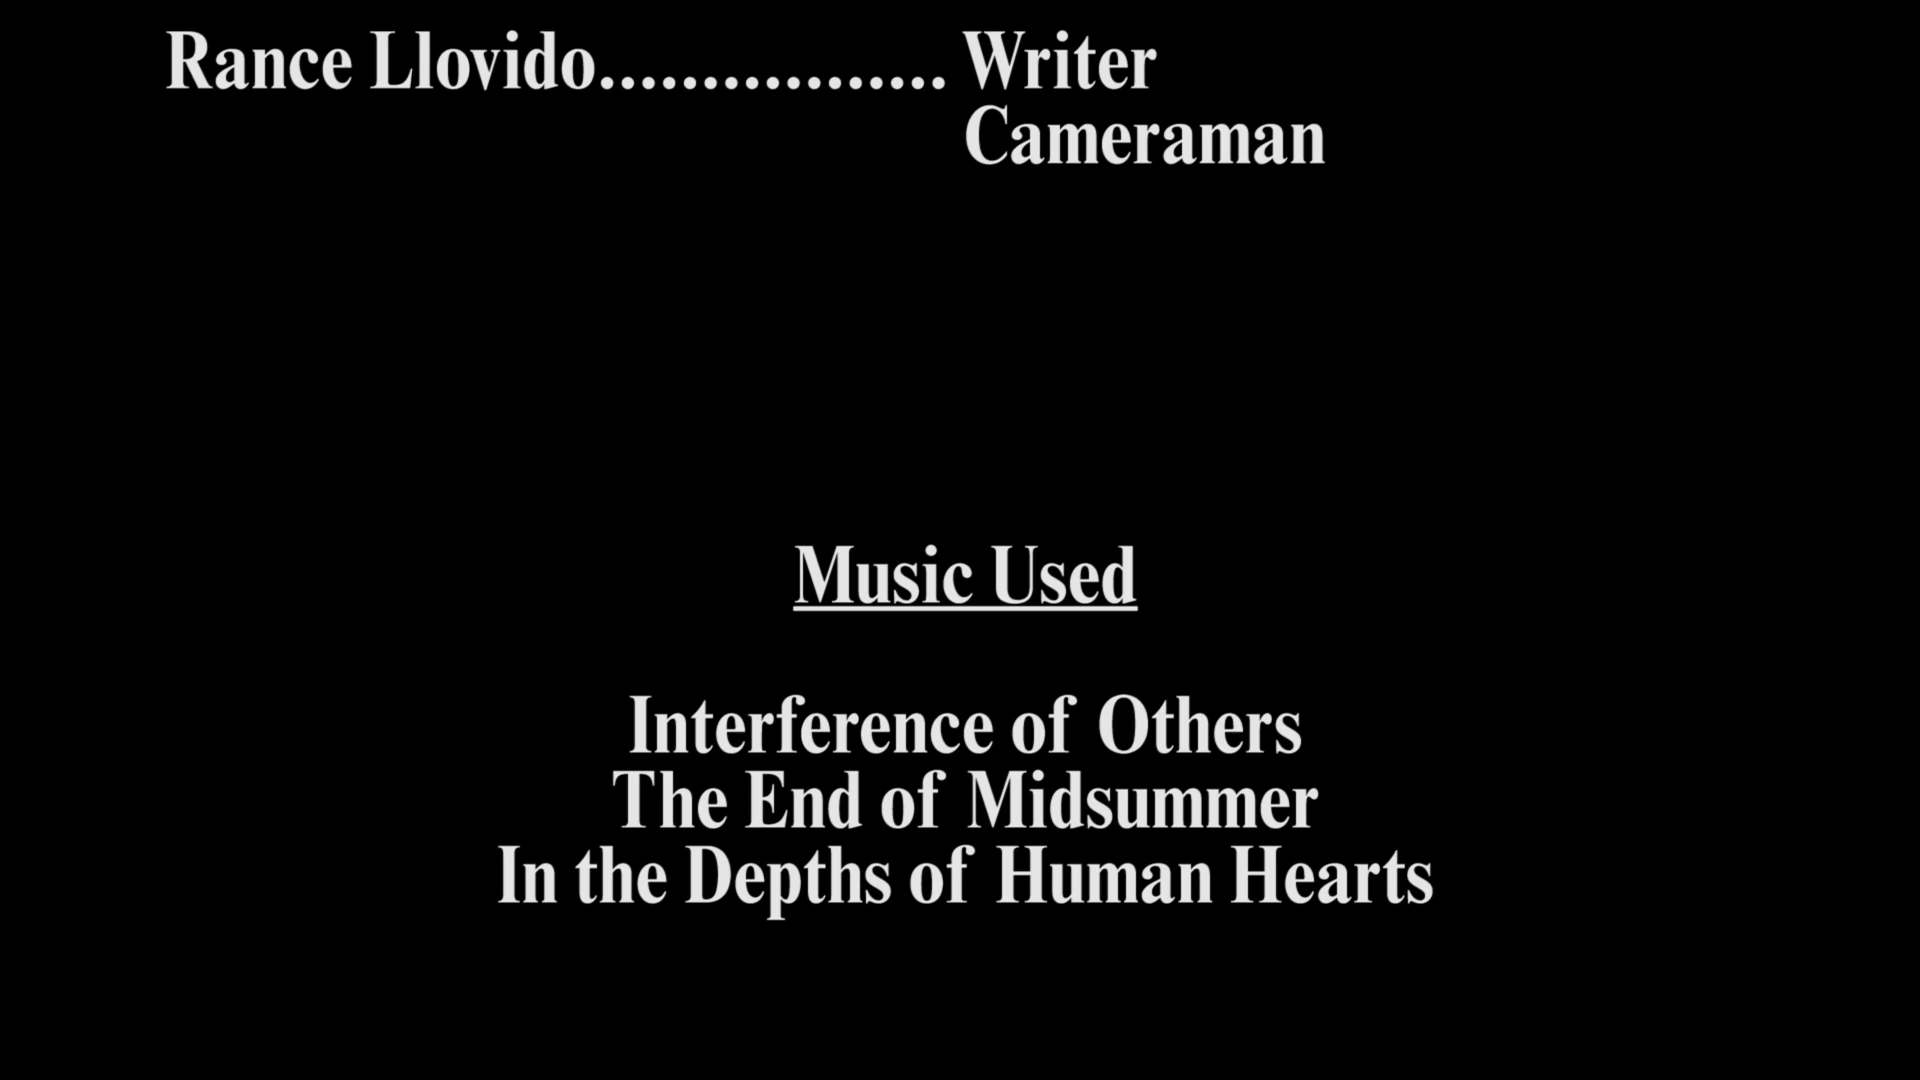 Rance Llovido................. Writer
Cameraman
Music Used
Interference of Others
The End of Midsummer
In the Depths of Human Hearts